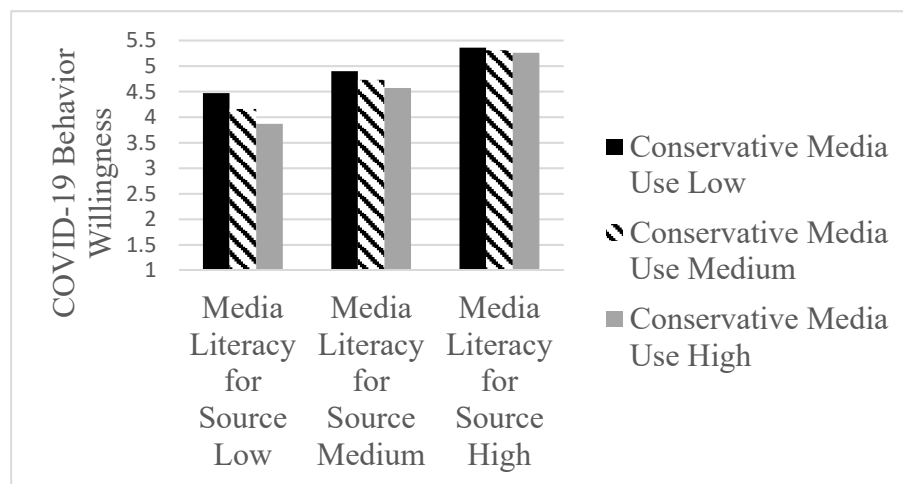 COVID-19 Behavior
Willingness
5.5
5
4.5
4
3.5
3
2.5
2
1.5
1
Media
Literacy
for
Source
Low
Media
Literacy
for
Source
Medium
Media
Literacy
for
Source
High
Conservative Media
Use Low
Conservative Media
Use Medium
Conservative Media
Use High